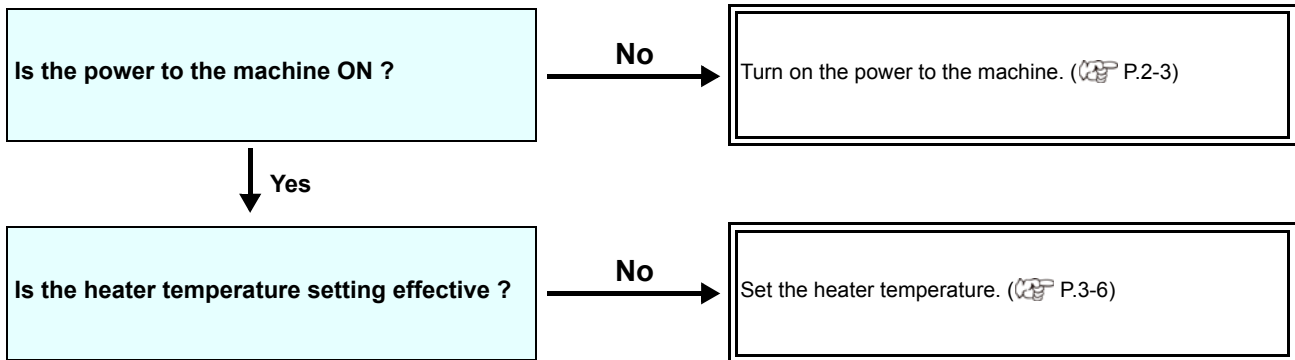 Is the power to the machine ON ?
No
Turn on the power to the machine. ( P.2-3)
Yes
Is the heater temperature setting effective ?
No
Set the heater temperature. ( P.3-6)